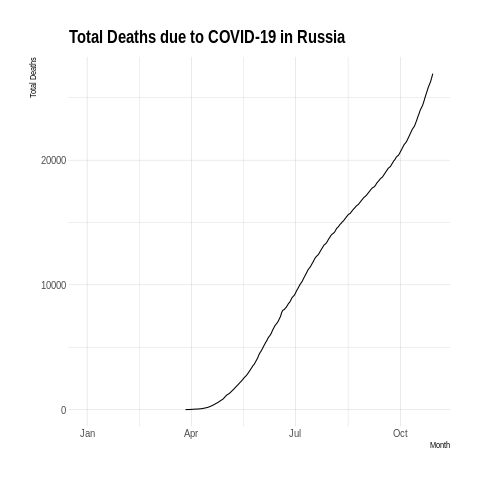 Total Deaths due to COVID-19 in Russia
Total Deaths
20000
10000
0
Jan Apr Jul Oct
Month